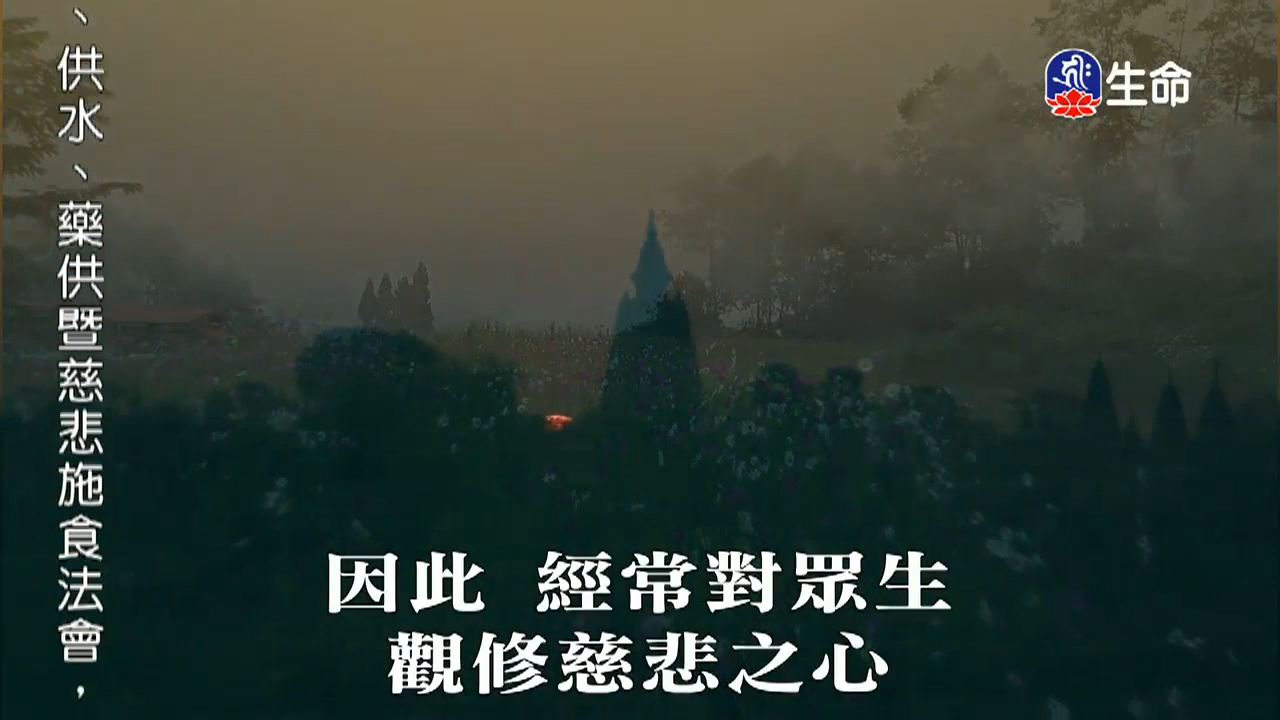 、供水、藥供暨慈悲施食法會，
生命
因此 經常對眾生
觀修慈悲之心